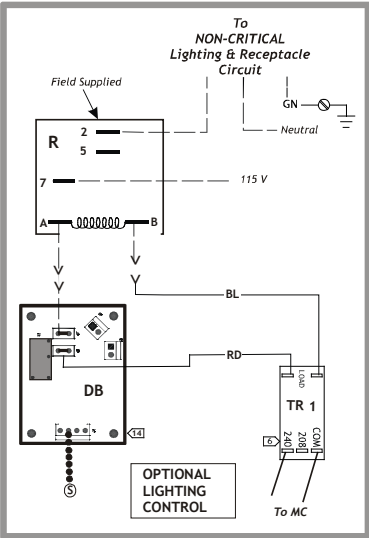 To
NON-CRITICAL
Lighting & Receptacle
Circuit
Field Supplied
GN
Neutral
R
2
5
7
115 V
A
B
BL
RD
DB
14
S
LOAD
TR 1
6
240
208
COM
To MC
OPTIONAL
LIGHTING
CONTROL